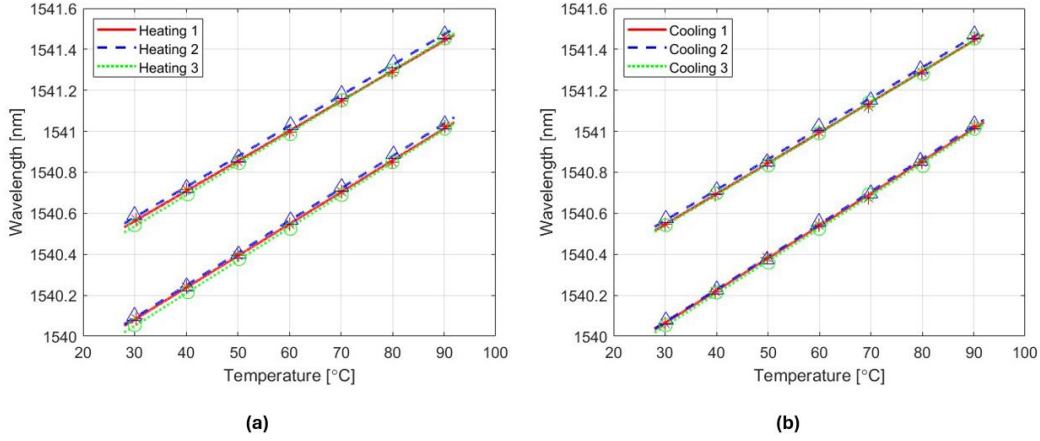 1541.6
1541.4
1541.2
1541
1540.8
1540.6
1540.4
1540.2
1540
Wavelength [nm]
Heating 1
Heating 2
Heating 3
20 30 40 50 60 70 80 90 100
Temperature [°C]
(a)
1541.6
1541.4
1541.2
1541
1540.8
1540.6
1540.4
1540.2
1540
Wavelength [nm]
Cooling 1
Cooling 2
Cooling 3
20 30 40 50 60 70 80 90 100
Temperature [°C]
(b)